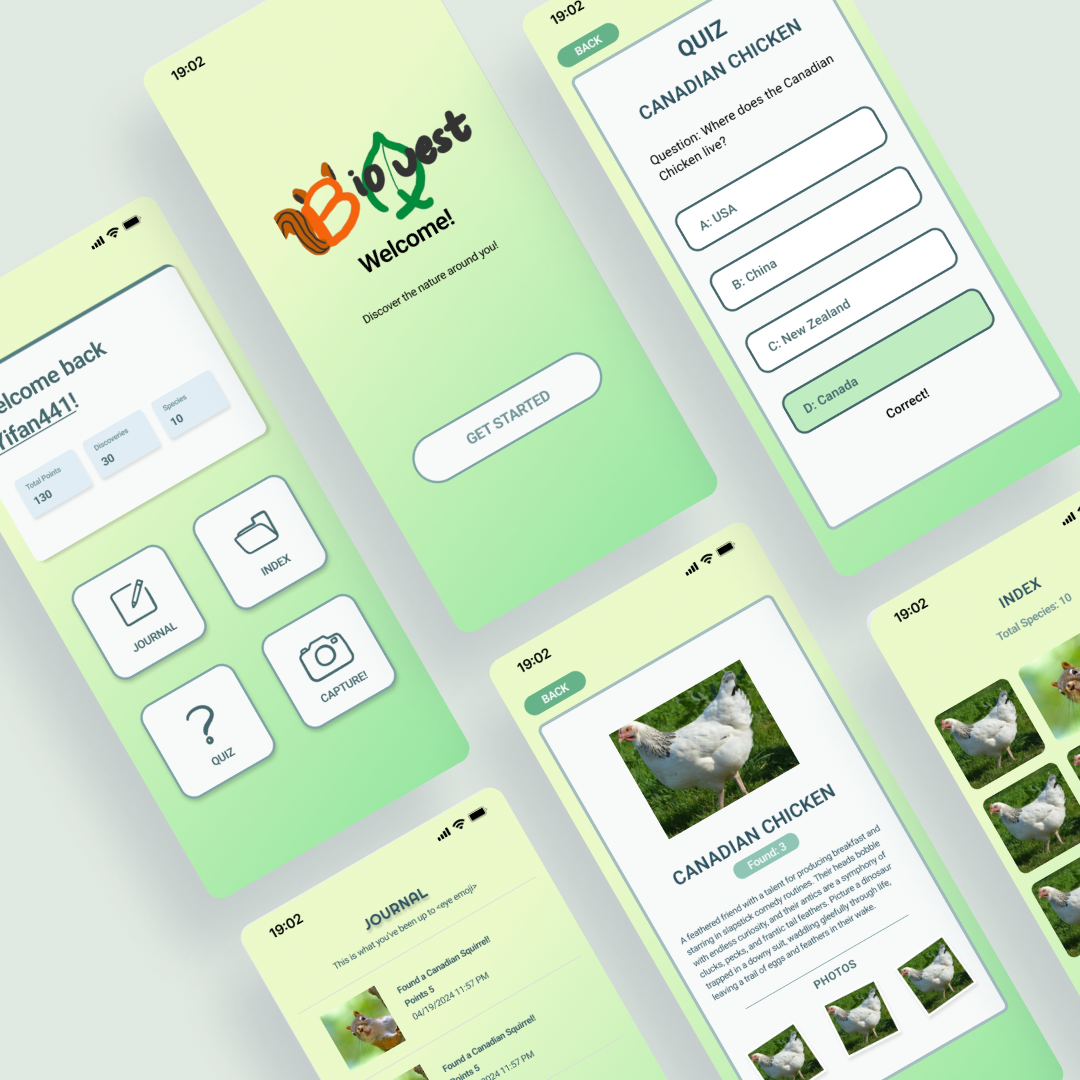 19:02
BioQuest
Welcome!
Discover the nature around you!
GET STARTED
19:02
BACK
QUIZ
CANADIAN CHICKEN
Question: Where does the Canadian
Chicken live?
A: USA
B: China
C: New Zealand
D: Canada
Correct!
elcome back
Yifan441!
Total Points
130
Discoveries
30
Species
10
JOURNAL
INDEX
QUIZ
CAPTURE!
19:02
JOURNAL
This is what you've been up to <eye emoji>
Found a Canadian Squirrel!
Points 5
04/19/2024 11:57 PM
Found a Canadian Squirrel!
Points 5
2024 11:57 PM
19:02
BACK
CANADIAN CHICKEN
Found: 3
A feathered friend with a talent for producing breakfast and
starring in slapstick comedy routines. Their heads bobble
with endless curiosity, and their antics are a symphony of
clucks, pecks, and frantic tail feathers. Picture a dinosaur
trapped in a downy suit, waddling gleefully through life,
leaving a trail of eggs and feathers in their wake.
PHOTOS
19:02
INDEX
Total Species: 10